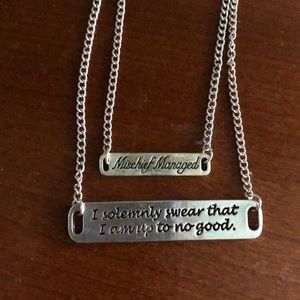 Mischief Managed
I solemnly swear that
I am up to no good.